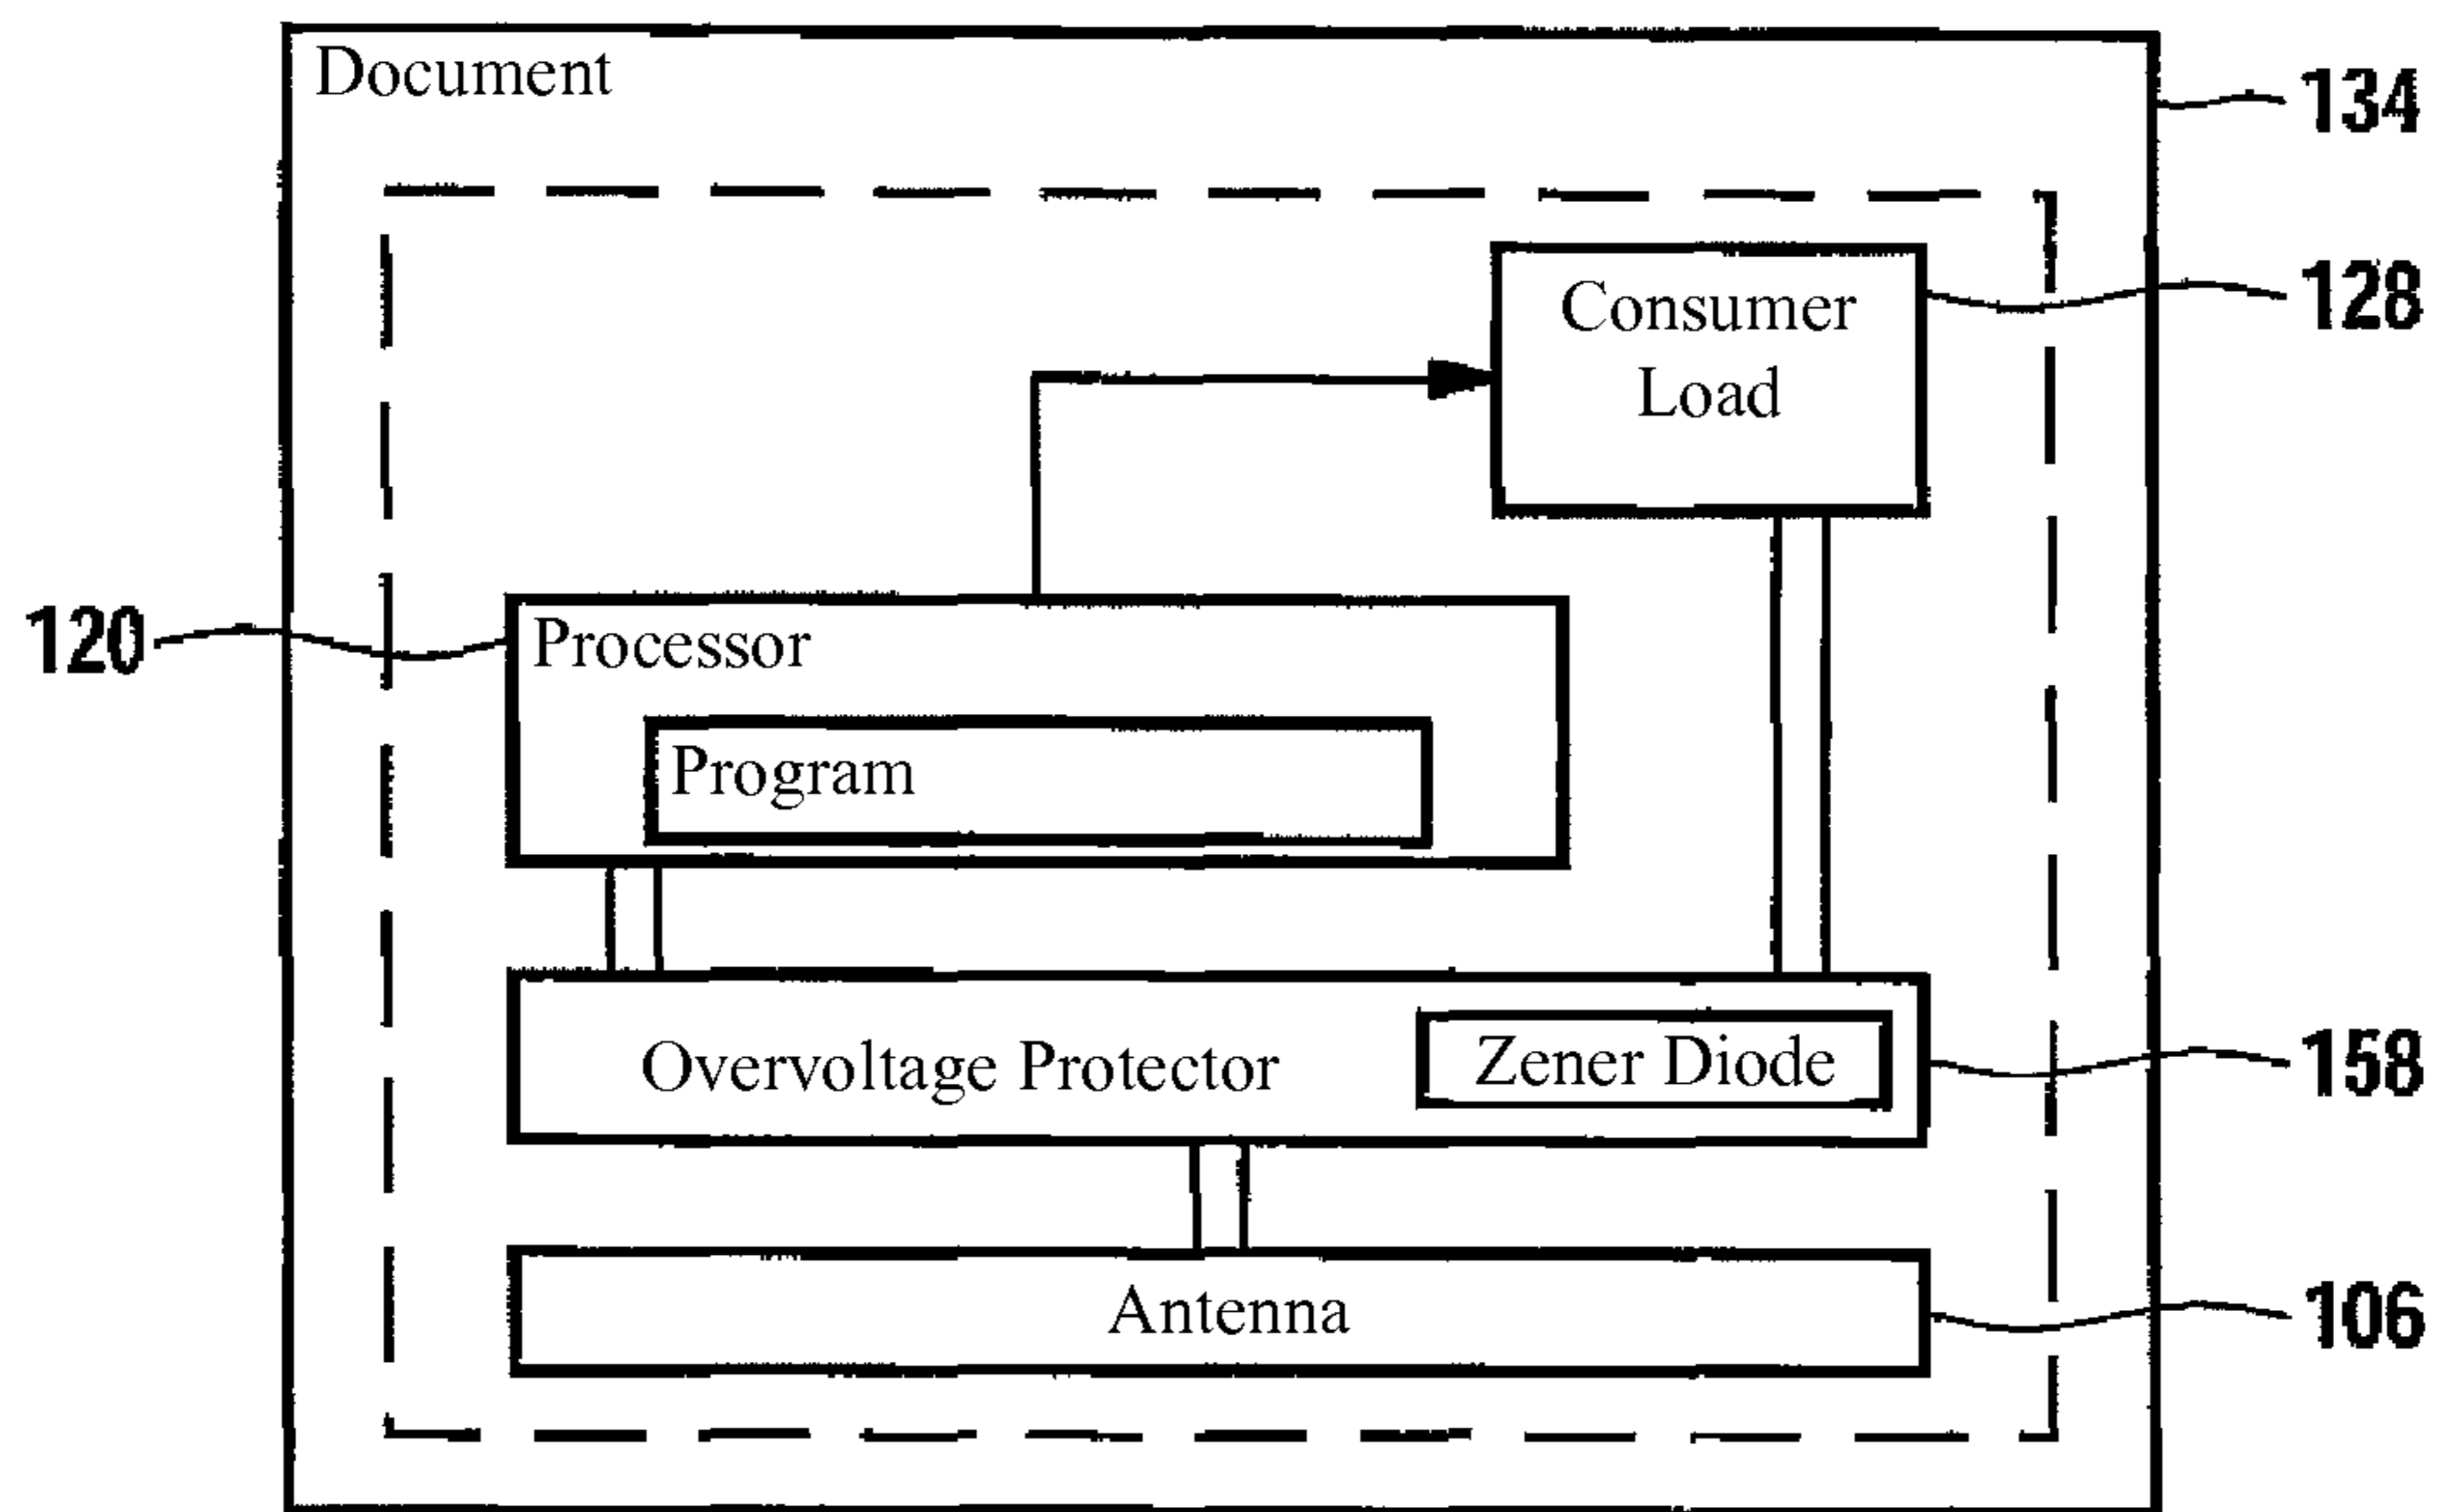 Document
134
Consumer
Load
128
120
Processor
Program
Overvoltage Protector
Zener Diode
158
Antenna
106